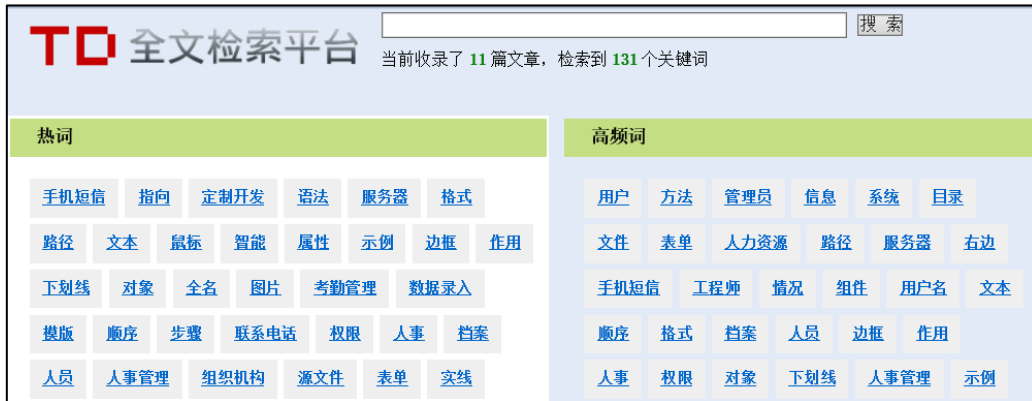 搜 索
TD 全文检索平台
当前收录了 11 篇文章，检索到 131 个关键词
热词
手机短信 指向 定制开发 语法 服务器 格式
路径 文本 鼠标 智能 属性 示例 边框 作用
下划线 对象 全名 图片 考勤管理 数据录入
模版 顺序 步骤 联系电话 权限 人事 档案
人员 人事管理 组织机构 源文件 表单 实线
高频词
用户 方法 管理员 信息 系统 目录
文件 表单 人力资源 路径 服务器 右边
手机短信 工程师 情况 组件 用户名 文本
顺序 格式 档案 人员 边框 作用
人事 权限 对象 下划线 人事管理 示例